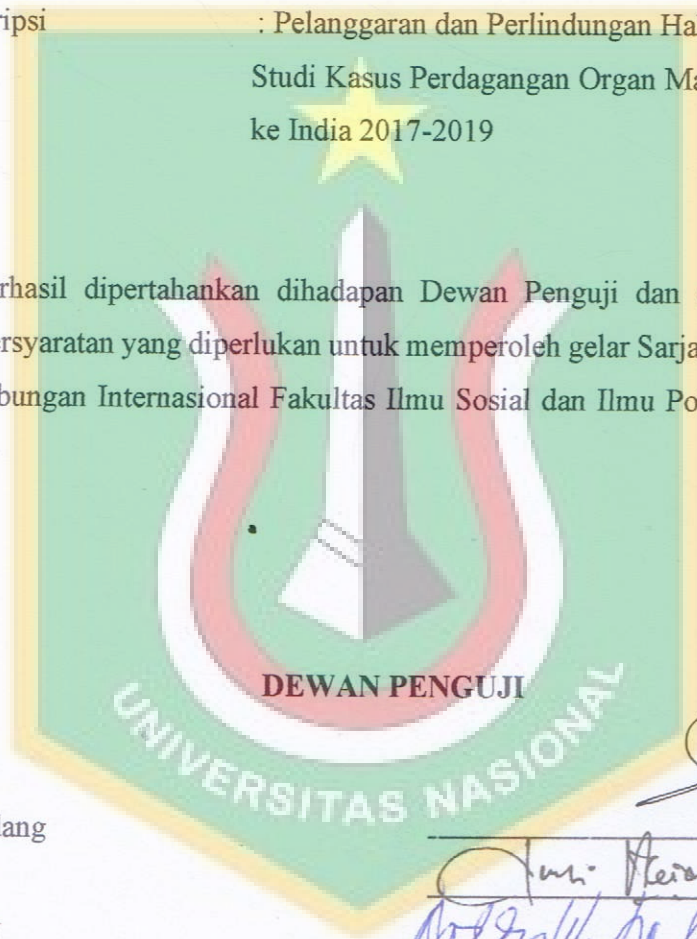 ripsi : Pelanggaran dan Perlindungan Ha
Studi Kasus Perdagangan Organ Ma
ke India 2017-2019
rhasil dipertahankan dihadapan Dewan Penguji dan
ersyaratan yang diperlukan untuk memperoleh gelar Sarja
bungan Internasional Fakultas Ilmu Sosial dan Ilmu Po
DEWAN PENGUJI
UNIVERSITAS NASIONAL
lang